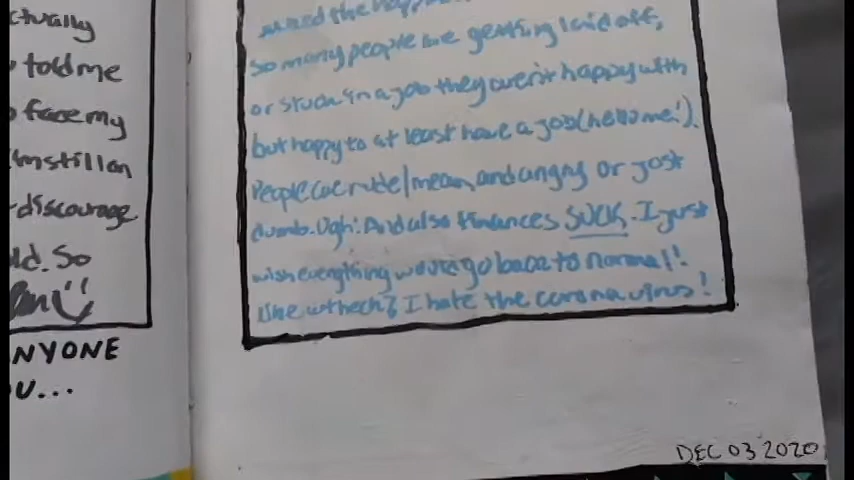 ctually
told me
face my
I'm still an
discourage
ld. So
NYONE
U...
so many people are getting laid off,
or stuck in a job they aren't happy with
but happy to at least have a job (hello me!).
People are rude/mean, and angry or just
dumb. Ugh! And also finances SUCK. I just
wish everything would go back to normal!
Like wtheck? I hate the corona virus!
DEC 03 2020